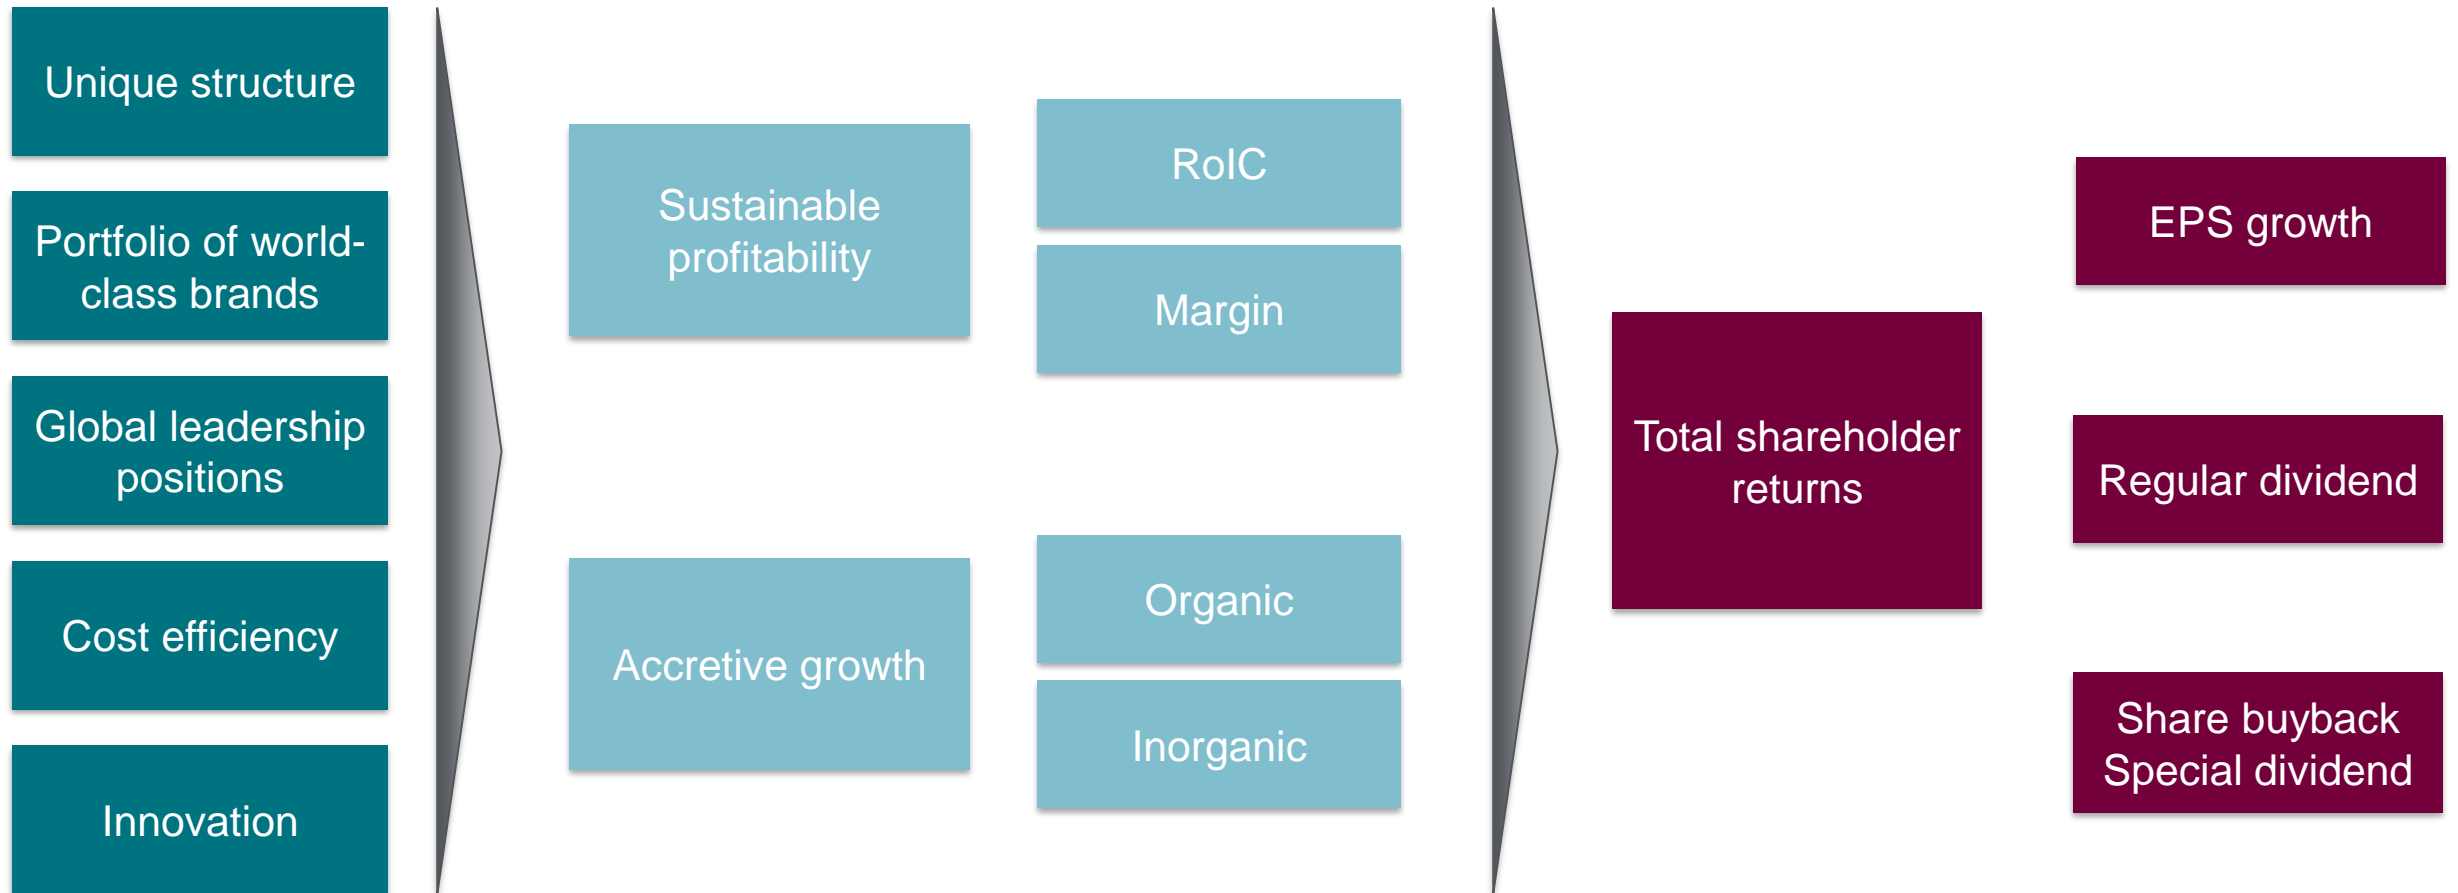 Unique structure
Portfolio of world-
class brands
Global leadership
positions
Cost efficiency
Innovation
Sustainable
profitability
RoIC
Margin
Accretive growth
Organic
Inorganic
Total shareholder
returns
EPS growth
Regular dividend
Share buyback
Special dividend